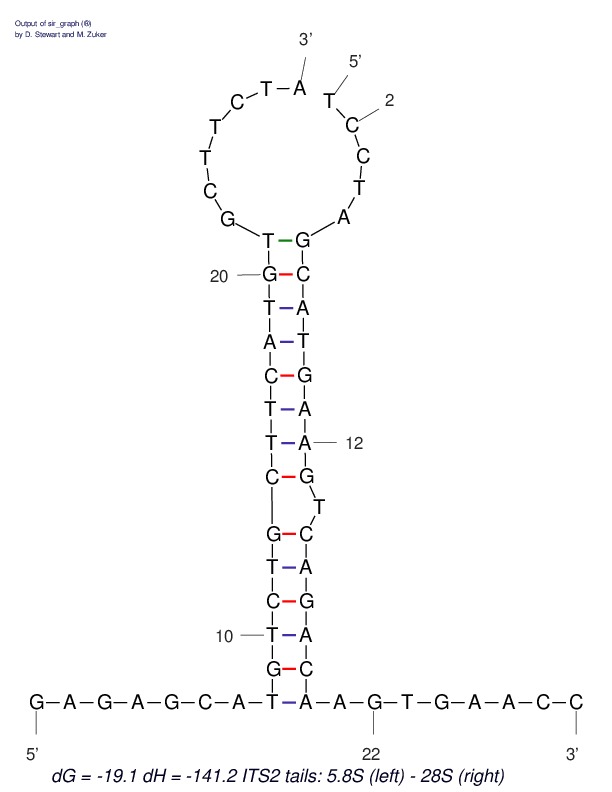 Output of sir_graph (®)
by D. Stewart and M. Zuker
3’
5’
T A
C T 2
T C
T C
C T
G A
T G
20 G C
T A
A T
C G
T A
T A 12
C G
T
G C
T A
C G
10 T A
G C
G A G A G C A T A A G T G A A C C
5’ 22 3’
dG = -19.1 dH = -141.2 ITS2 tails: 5.8S (left) - 28S (right)